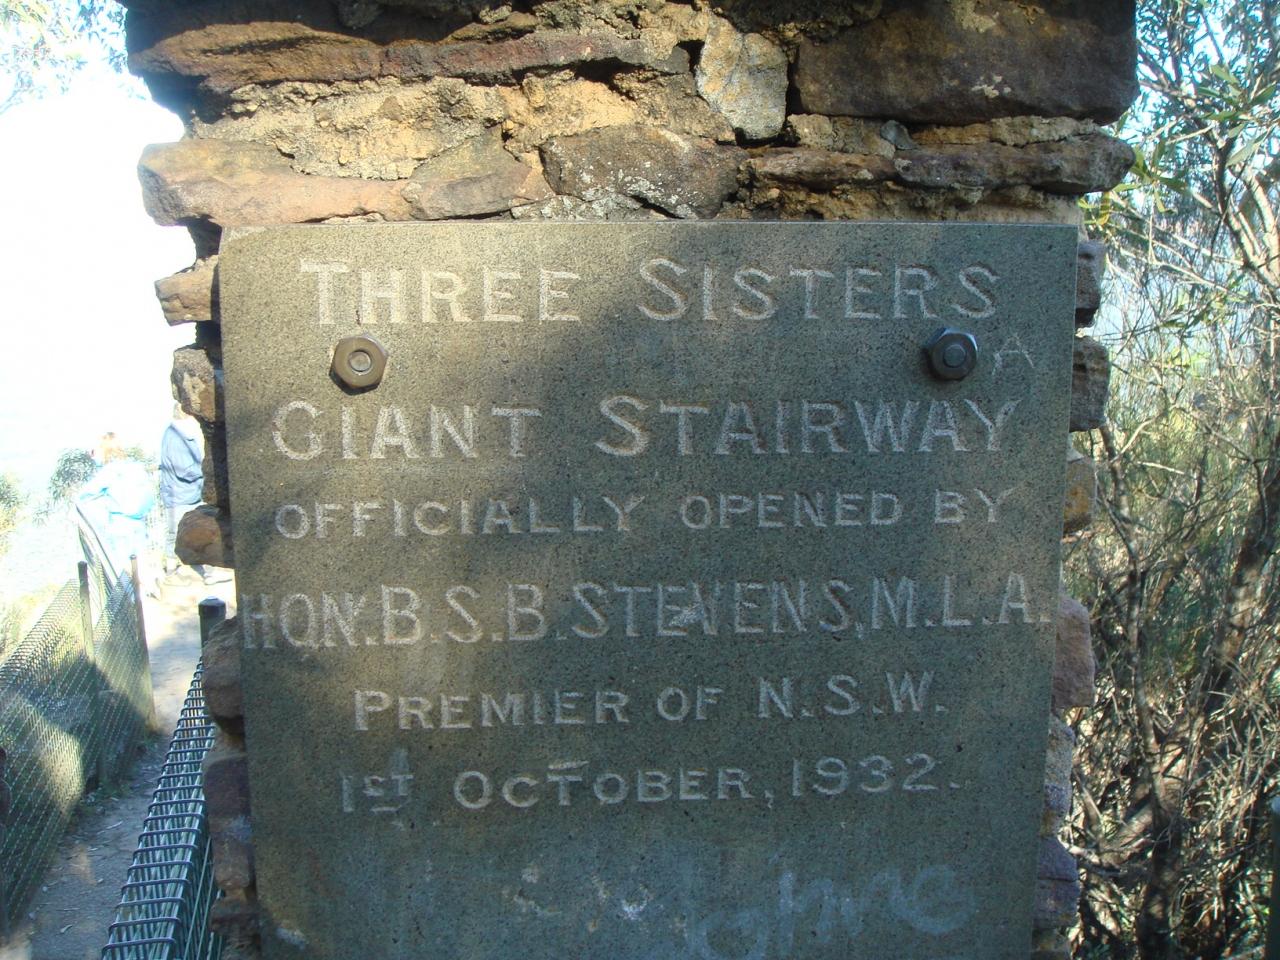 THREE SISTERS
GIANT STAIRWAY
OFFICIALLY OPENED BY
HON. B.S.B. STEVENS, M.L.A.
PREMIER OF N.S.W.
1ST OCTOBER, 1932.